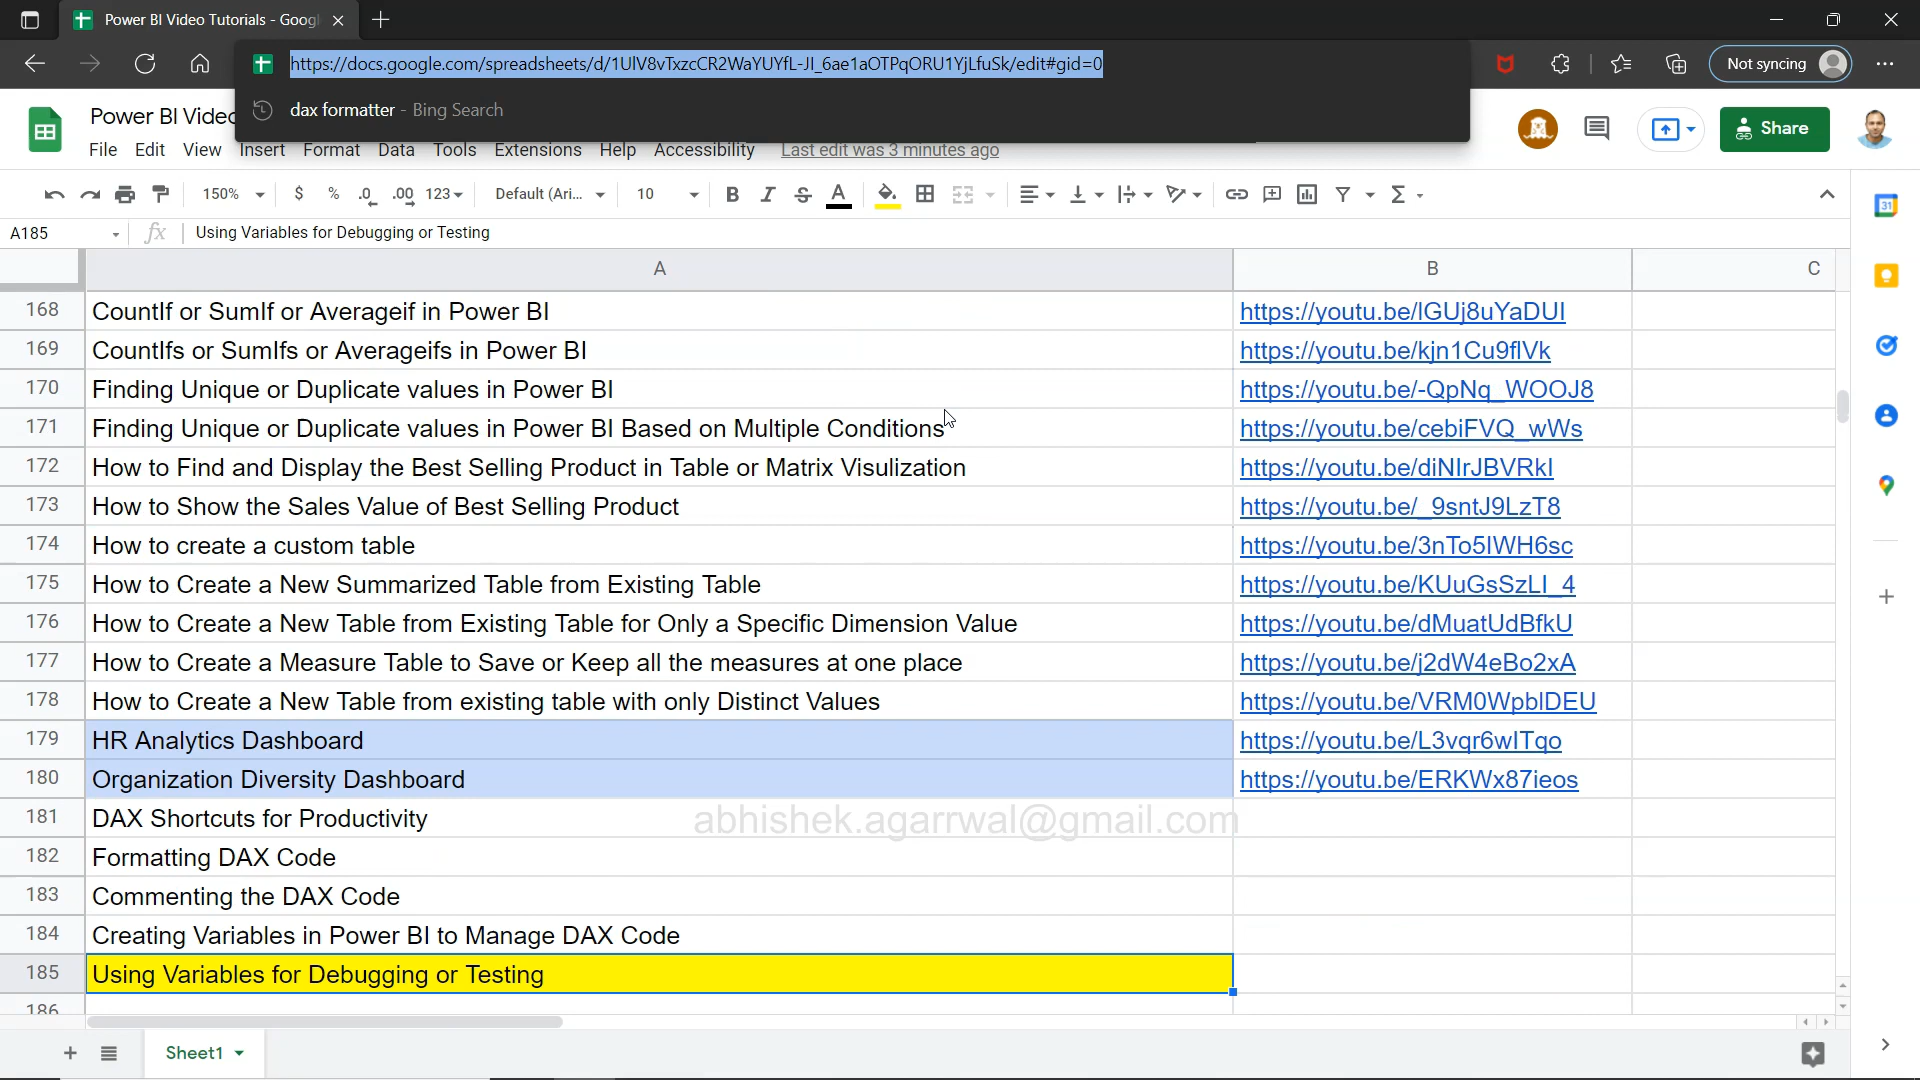 Power BI Video Tutorials - Googl
https://docs.google.com/spreadsheets/d/1UlV8vTxzcCR2WaYUYfL-JI_6ae1aOTPqORU1YjLfuSk/edit#gid=0
Not syncing
dax formatter - Bing Search
Power BI Video
Share
File Edit View Insert Format Data Tools Extensions Help Accessibility Last edit was 3 minutes ago
150% $ % .0 .00 123 Default (Ari... 10 B I S A
31
A185 fx Using Variables for Debugging or Testing
A B C
168 CountIf or SumIf or Averageif in Power BI https://youtu.be/lGUj8uYaDUI
169 CountIfs or SumIfs or Averageifs in Power BI https://youtu.be/kjn1Cu9flVk
170 Finding Unique or Duplicate values in Power BI https://youtu.be/-QpNq_WOOJ8
171 Finding Unique or Duplicate values in Power BI Based on Multiple Conditions https://youtu.be/cebiFVQ_wWs
172 How to Find and Display the Best Selling Product in Table or Matrix Visulization https://youtu.be/diNIrJBVRkI
173 How to Show the Sales Value of Best Selling Product https://youtu.be/_9sntJ9LzT8
174 How to create a custom table https://youtu.be/3nTo5IWH6sc
175 How to Create a New Summarized Table from Existing Table https://youtu.be/KUuGsSzLI_4
176 How to Create a New Table from Existing Table for Only a Specific Dimension Value https://youtu.be/dMuatUdBfkU
177 How to Create a Measure Table to Save or Keep all the measures at one place https://youtu.be/j2dW4eBo2xA
178 How to Create a New Table from existing table with only Distinct Values https://youtu.be/VRM0WpblDEU
179 HR Analytics Dashboard https://youtu.be/L3vqr6wITqo
180 Organization Diversity Dashboard https://youtu.be/ERKWx87ieos
181 DAX Shortcuts for Productivity
abhishek.agarrwal@gmail.com
182 Formatting DAX Code
183 Commenting the DAX Code
184 Creating Variables in Power BI to Manage DAX Code
185 Using Variables for Debugging or Testing
186
Sheet1